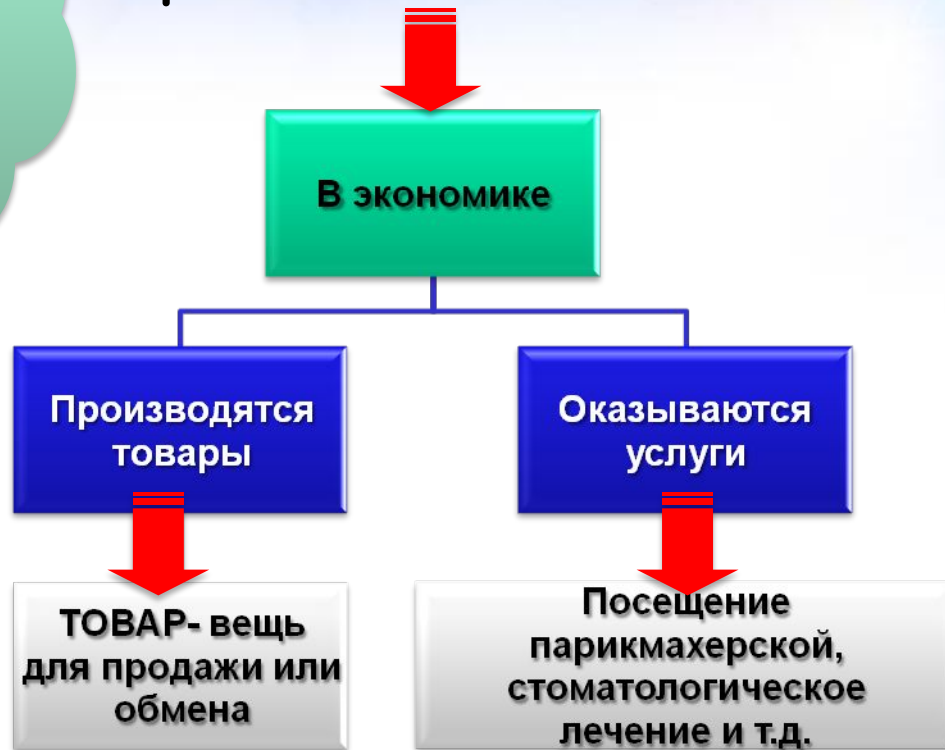 В экономике
Производятся
товары
Оказываются
услуги
ТОВАР- вещь
для продажи или
обмена
Посещение
парикмахерской,
стоматологическое
лечение и т.д.